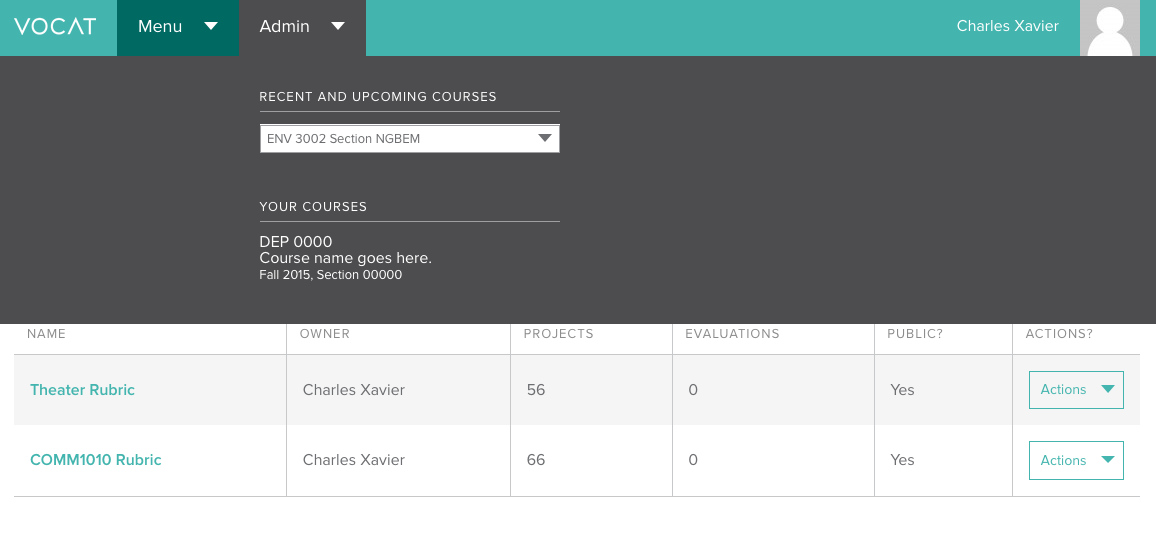 VOCAT Menu Admin Charles Xavier
RECENT AND UPCOMING COURSES
ENV 3002 Section NGBEM
YOUR COURSES
DEP 0000
Course name goes here.
Fall 2015, Section 00000
NAME OWNER PROJECTS EVALUATIONS PUBLIC? ACTIONS?
Theater Rubric Charles Xavier 56 0 Yes Actions
COMM1010 Rubric Charles Xavier 66 0 Yes Actions